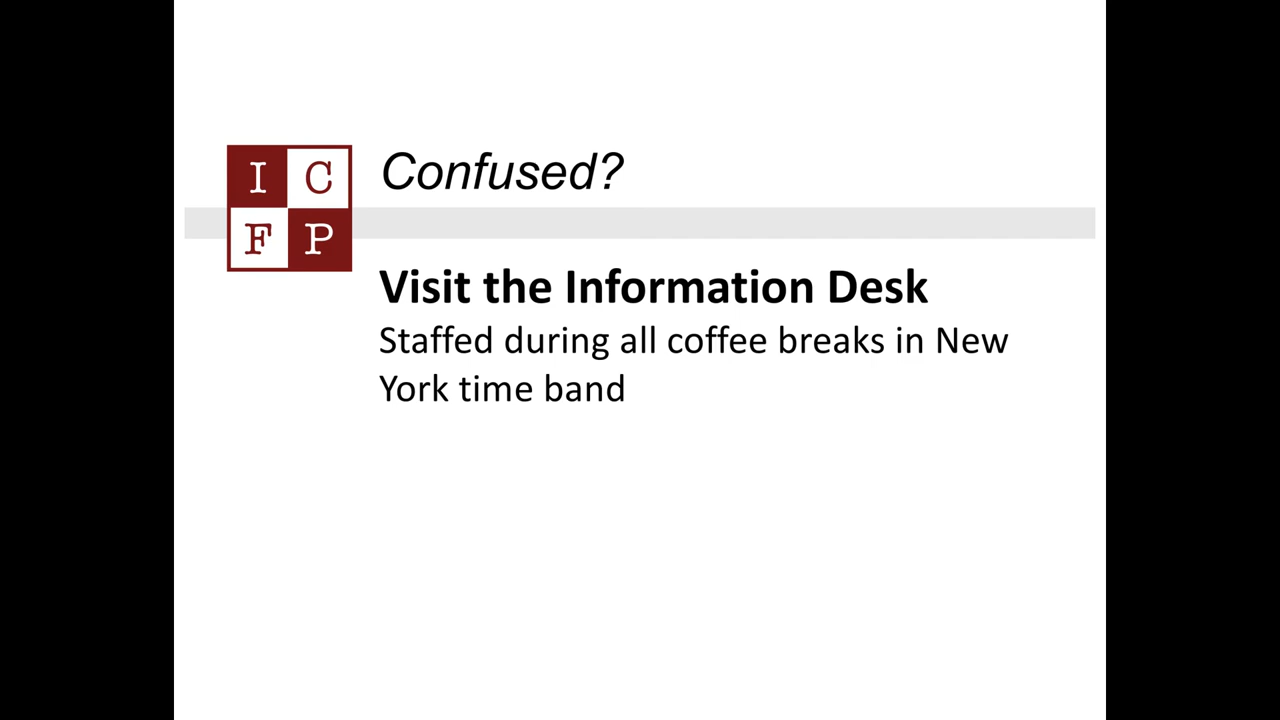 I C
F P
Confused?
Visit the Information Desk
Staffed during all coffee breaks in New
York time band